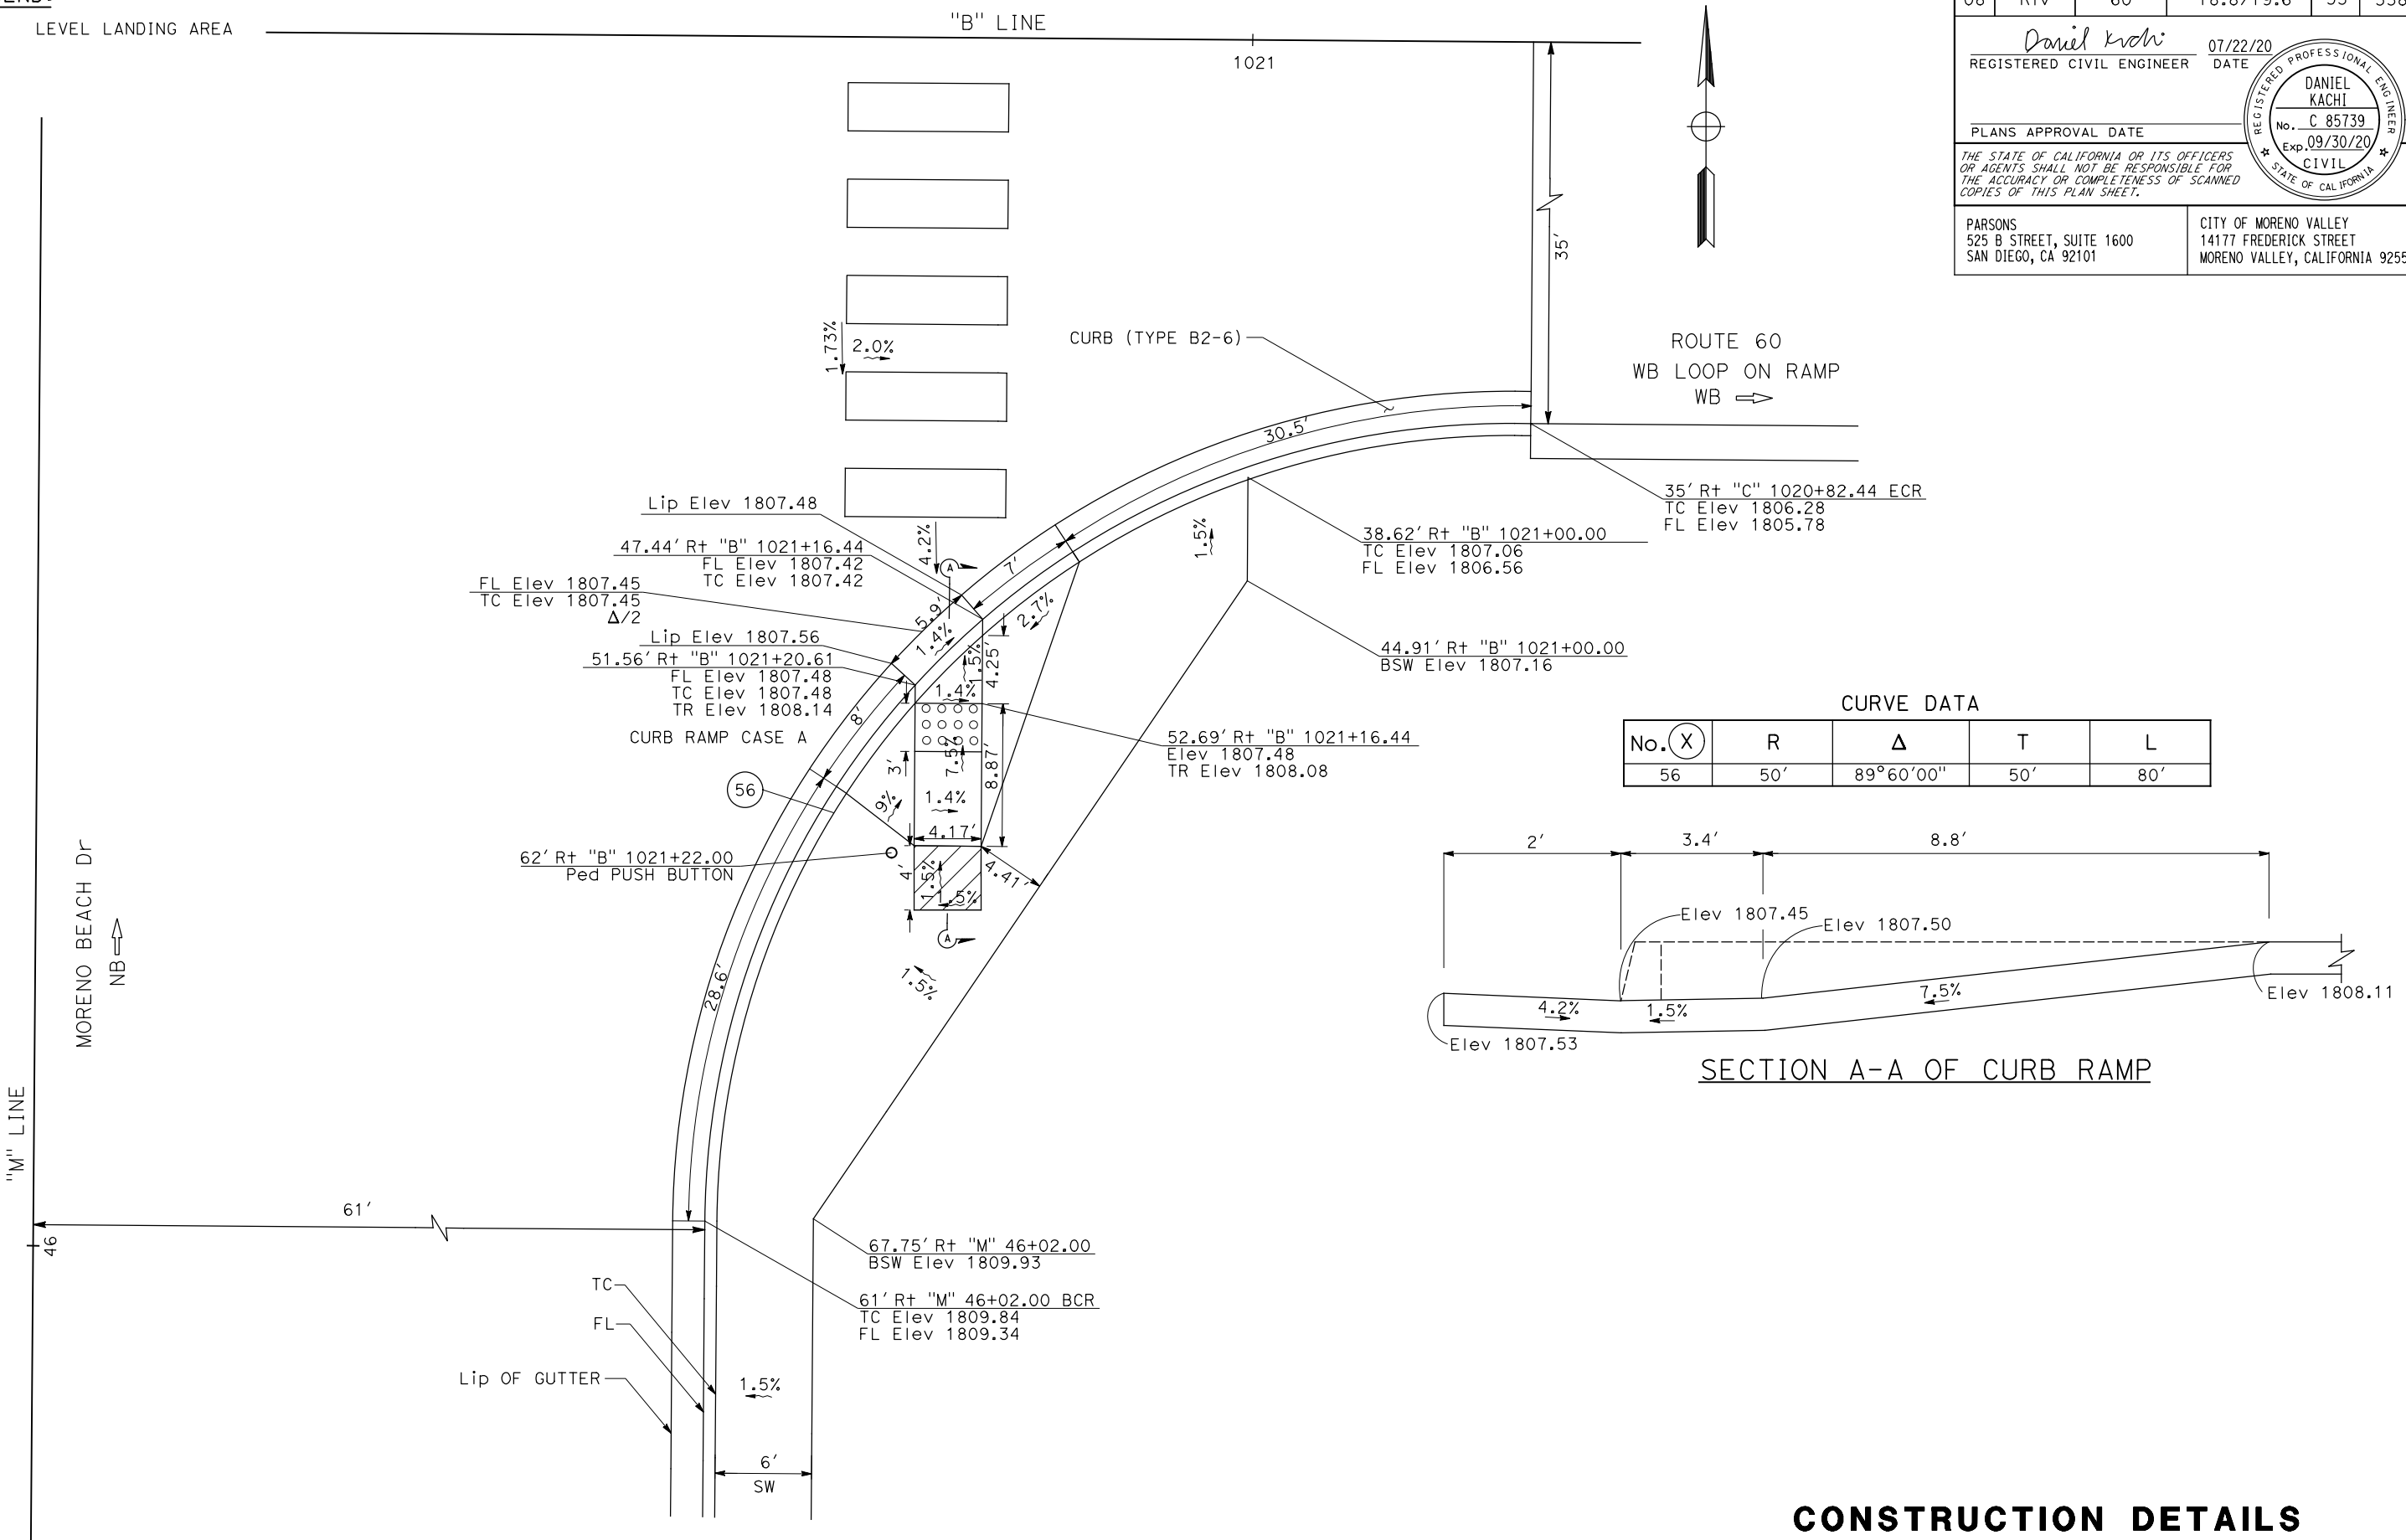 LEVEL LANDING AREA
"B" LINE
1021
08 RIV 60
REGISTERED CIVIL ENGINEER
07/22/20
DATE
PLANS APPROVAL DATE
REGISTERED PROFESSIONAL ENGINEER
DANIEL
KACHI
No. C 85739
Exp. 09/30/20
CIVIL
STATE OF CALIFORNIA
THE STATE OF CALIFORNIA OR ITS OFFICERS
OR AGENTS SHALL NOT BE RESPONSIBLE FOR
THE ACCURACY OR COMPLETENESS OF SCANNED
COPIES OF THIS PLAN SHEET.
PARSONS
525 B STREET, SUITE 1600
SAN DIEGO, CA 92101
CITY OF MORENO VALLEY
14177 FREDERICK STREET
MORENO VALLEY, CALIFORNIA 9255
35'
1.73%
2.0%
CURB (TYPE B2-6)
ROUTE 60
WB LOOP ON RAMP
WB
30.5'
35' Rt "C" 1020+82.44 ECR
TC Elev 1806.28
FL Elev 1805.78
Lip Elev 1807.48
47.44' Rt "B" 1021+16.44
FL Elev 1807.42
TC Elev 1807.42
4.2%
A
7'
1.5%
38.62' Rt "B" 1021+00.00
TC Elev 1807.06
FL Elev 1806.56
FL Elev 1807.45
TC Elev 1807.45
Δ/2
5.9'
1.4%
2.7%
Lip Elev 1807.56
51.56' Rt "B" 1021+20.61
FL Elev 1807.48
TC Elev 1807.48
TR Elev 1808.14
1.5%
4.25'
44.91' Rt "B" 1021+00.00
BSW Elev 1807.16
1.4%
8'
CURB RAMP CASE A
52.69' Rt "B" 1021+16.44
Elev 1807.48
TR Elev 1808.08
7.5%
3'
8.87'
56
9%
1.4%
4.17'
62' Rt "B" 1021+22.00
Ped PUSH BUTTON
4'
1.5%
.5%
4.41'
A
1.5%
CURVE DATA
No. X R Δ T L
56 50' 89°60'00" 50' 80'
2' 3.4' 8.8'
Elev 1807.45
Elev 1807.50
4.2%
1.5%
7.5%
Elev 1808.11
Elev 1807.53
SECTION A-A OF CURB RAMP
MORENO BEACH Dr
NB
28.6'
"M" LINE
61'
46
67.75' Rt "M" 46+02.00
BSW Elev 1809.93
61' Rt "M" 46+02.00 BCR
TC Elev 1809.84
FL Elev 1809.34
TC
FL
Lip OF GUTTER
1.5%
6'
SW
CONSTRUCTION DETAILS